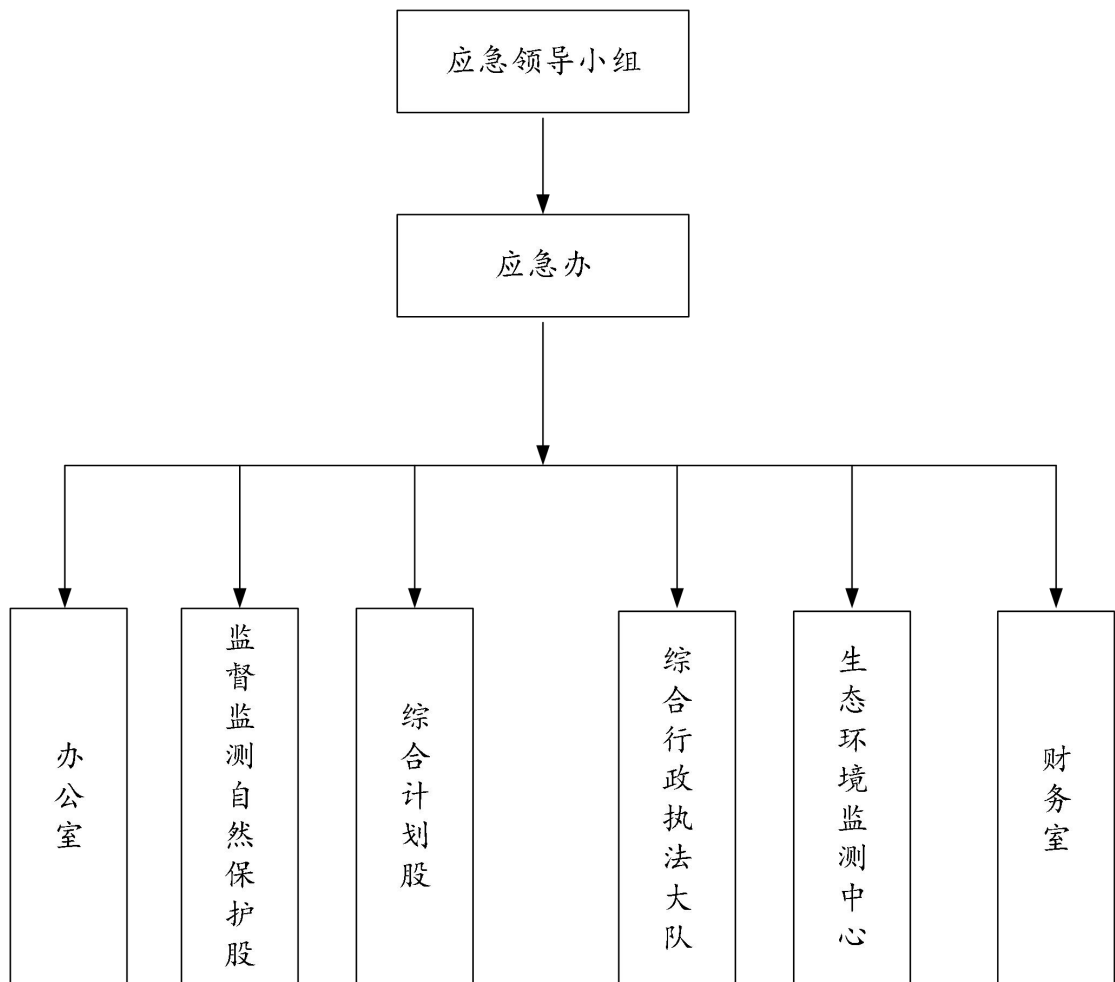 应急领导小组
应急办
办公室
监督监测自然保护股
综合计划股
综合行政执法大队
生态环境监测中心
财务室